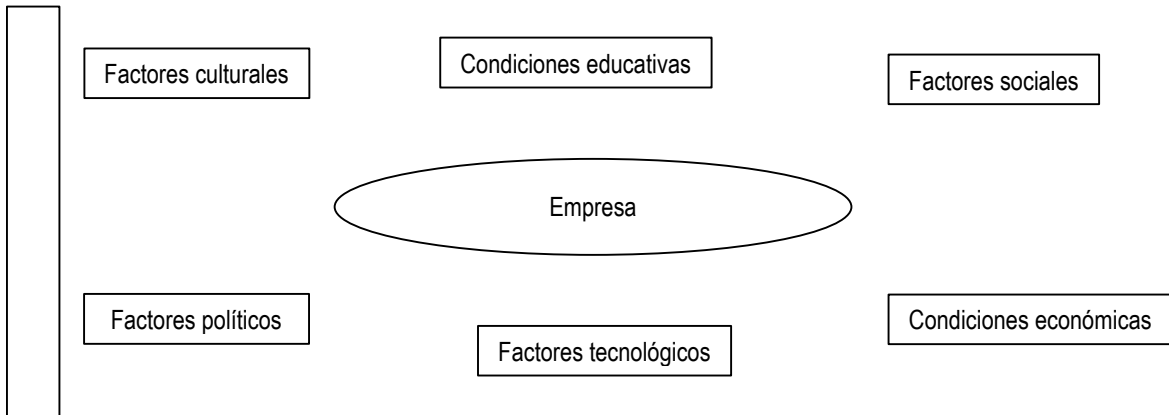 Factores culturales
Condiciones educativas
Factores sociales
Empresa
Factores políticos
Factores tecnológicos
Condiciones económicas